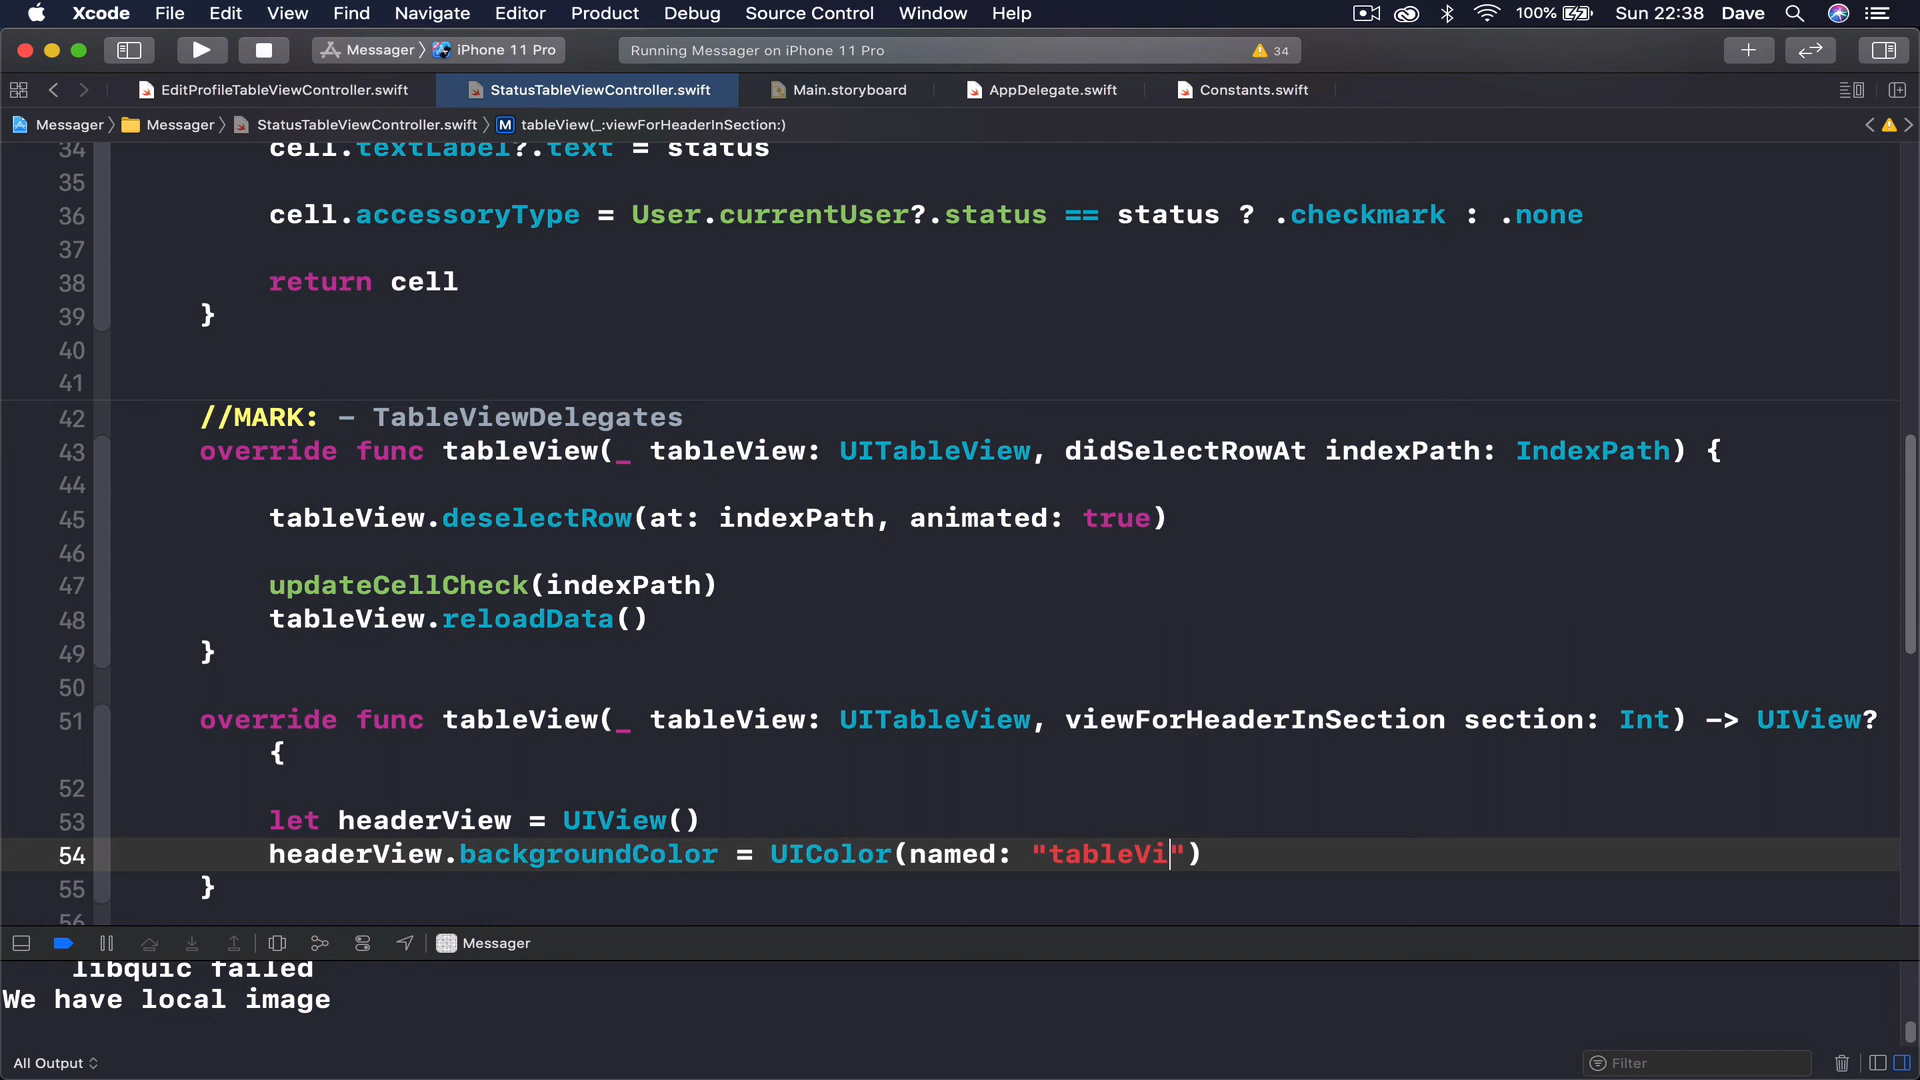 Xcode File Edit View Find Navigate Editor Product Debug Source Control Window Help 100% Sun 22:38 Dave
Messager iPhone 11 Pro Running Messager on iPhone 11 Pro 34
EditProfileTableViewController.swift StatusTableViewController.swift Main.storyboard AppDelegate.swift Constants.swift
Messager Messager StatusTableViewController.swift M tableView(_:viewForHeaderInSection:)
34 cell.textLabel?.text = status
35
36 cell.accessoryType = User.currentUser?.status == status ? .checkmark : .none
37
38 return cell
39 }
40
41
42 //MARK: - TableViewDelegates
43 override func tableView(_ tableView: UITableView, didSelectRowAt indexPath: IndexPath) {
44
45 tableView.deselectRow(at: indexPath, animated: true)
46
47 updateCellCheck(indexPath)
48 tableView.reloadData()
49 }
50
51 override func tableView(_ tableView: UITableView, viewForHeaderInSection section: Int) -> UIView?
{
52
53 let headerView = UIView()
54 headerView.backgroundColor = UIColor(named: "tableVi")
55 }
56
Messager
libquic failed
We have local image
All Output Filter